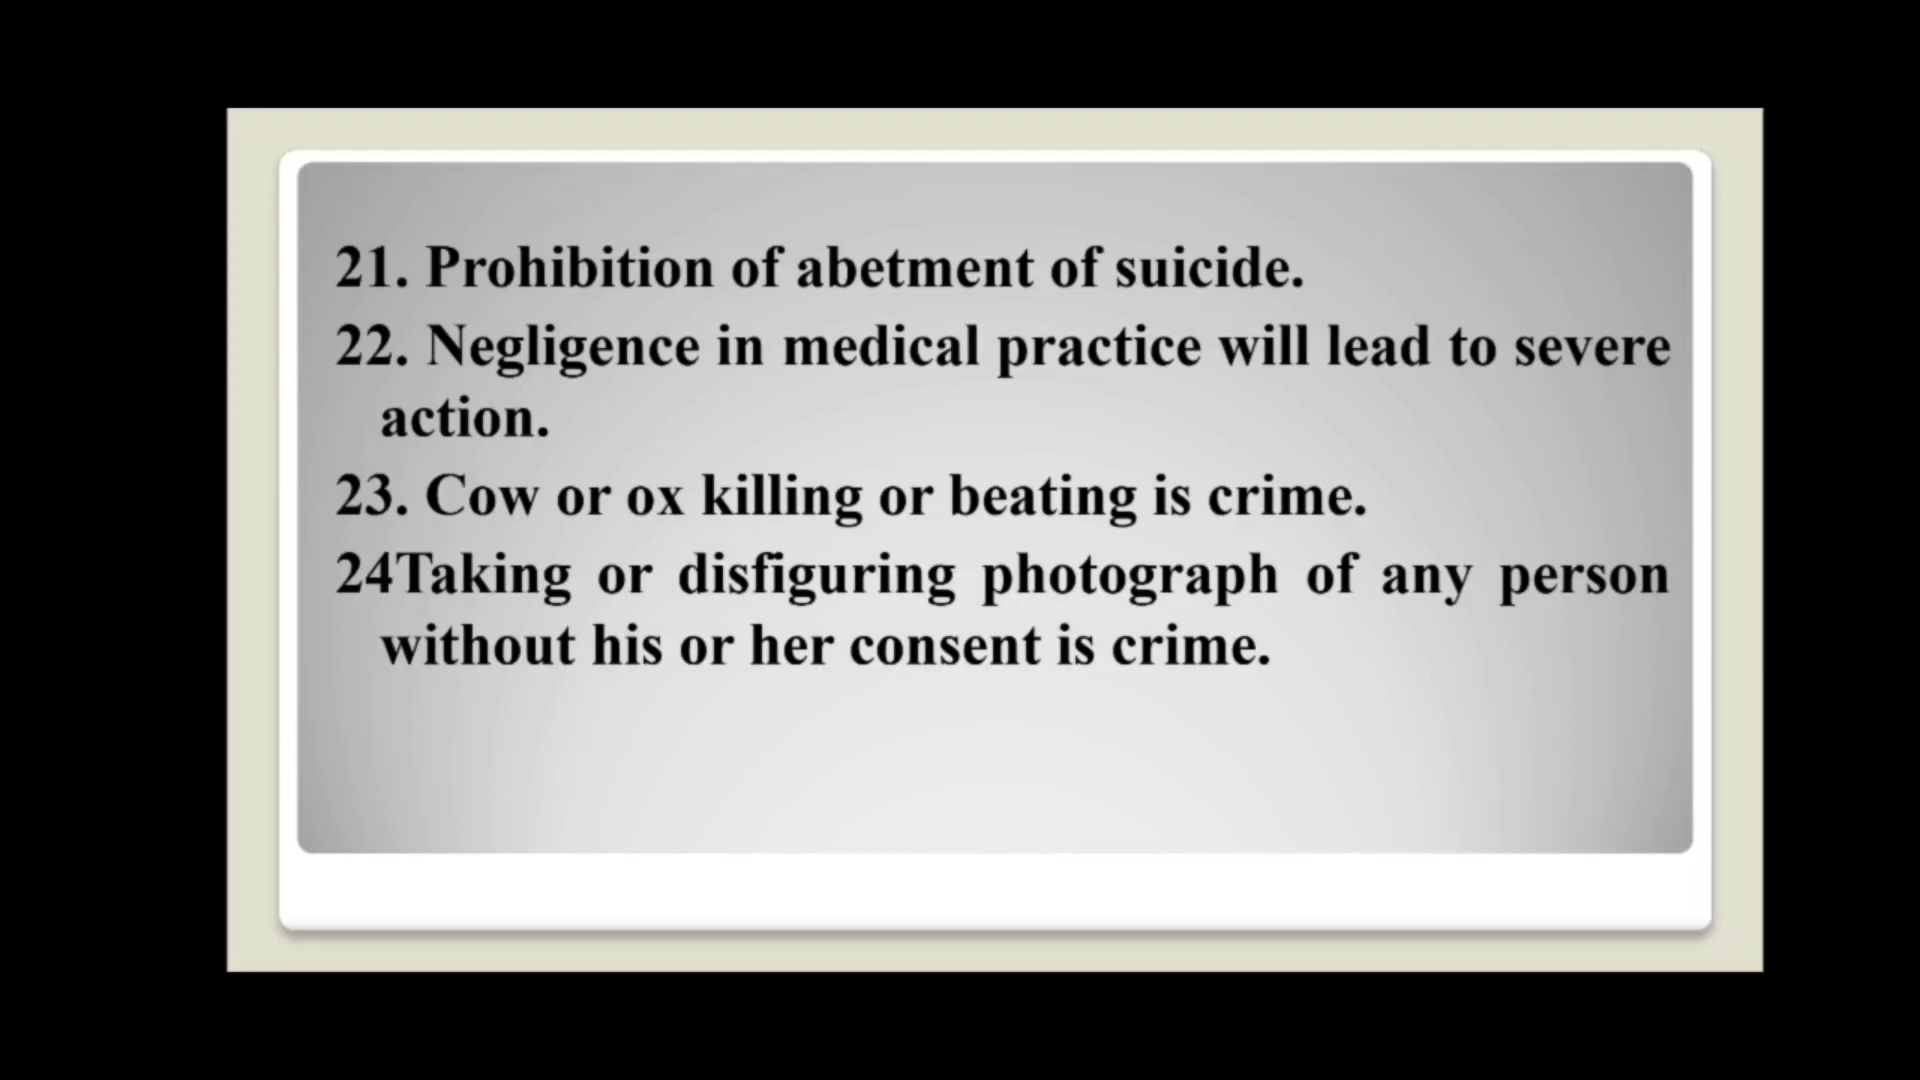 21. Prohibition of abetment of suicide.
22. Negligence in medical practice will lead to severe
action.
23. Cow or ox killing or beating is crime.
24Taking or disfiguring photograph of any person
without his or her consent is crime.